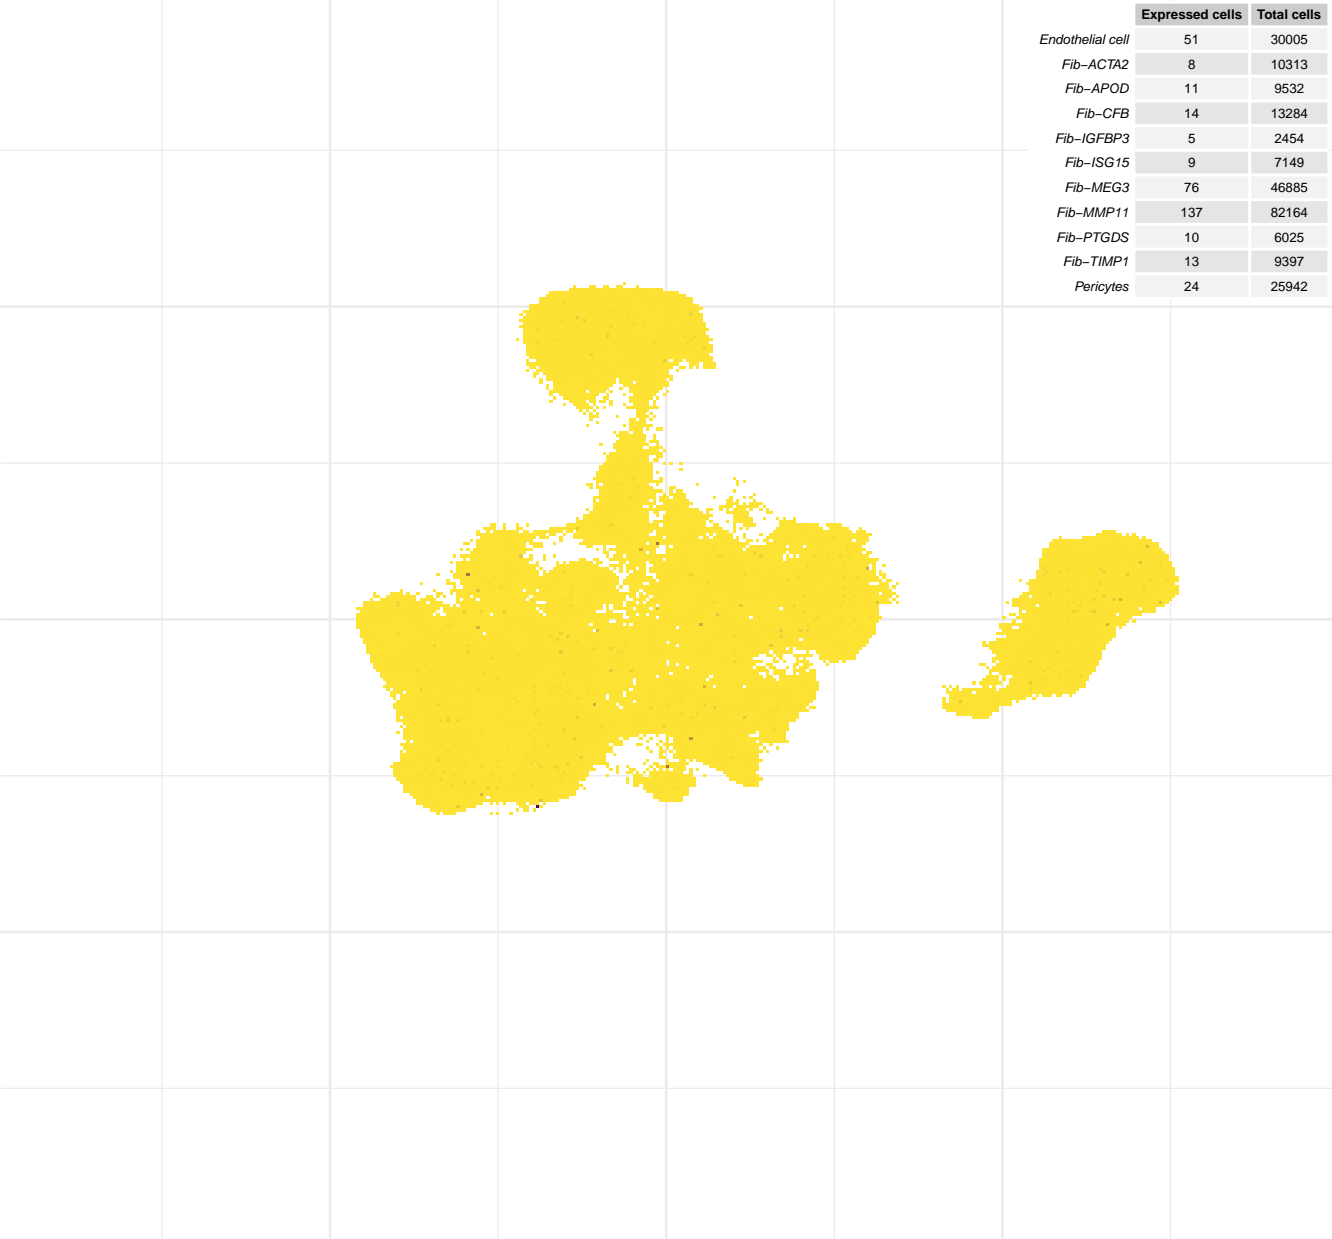 Expressed cells Total cells
Endothelial cell 51 30005
Fib−ACTA2 8 10313
Fib−APOD 11 9532
Fib−CFB 14 13284
Fib−IGFBP3 5 2454
Fib−ISG15 9 7149
Fib−MEG3 76 46885
Fib−MMP11 137 82164
Fib−PTGDS 10 6025
Fib−TIMP1 13 9397
Pericytes 24 25942